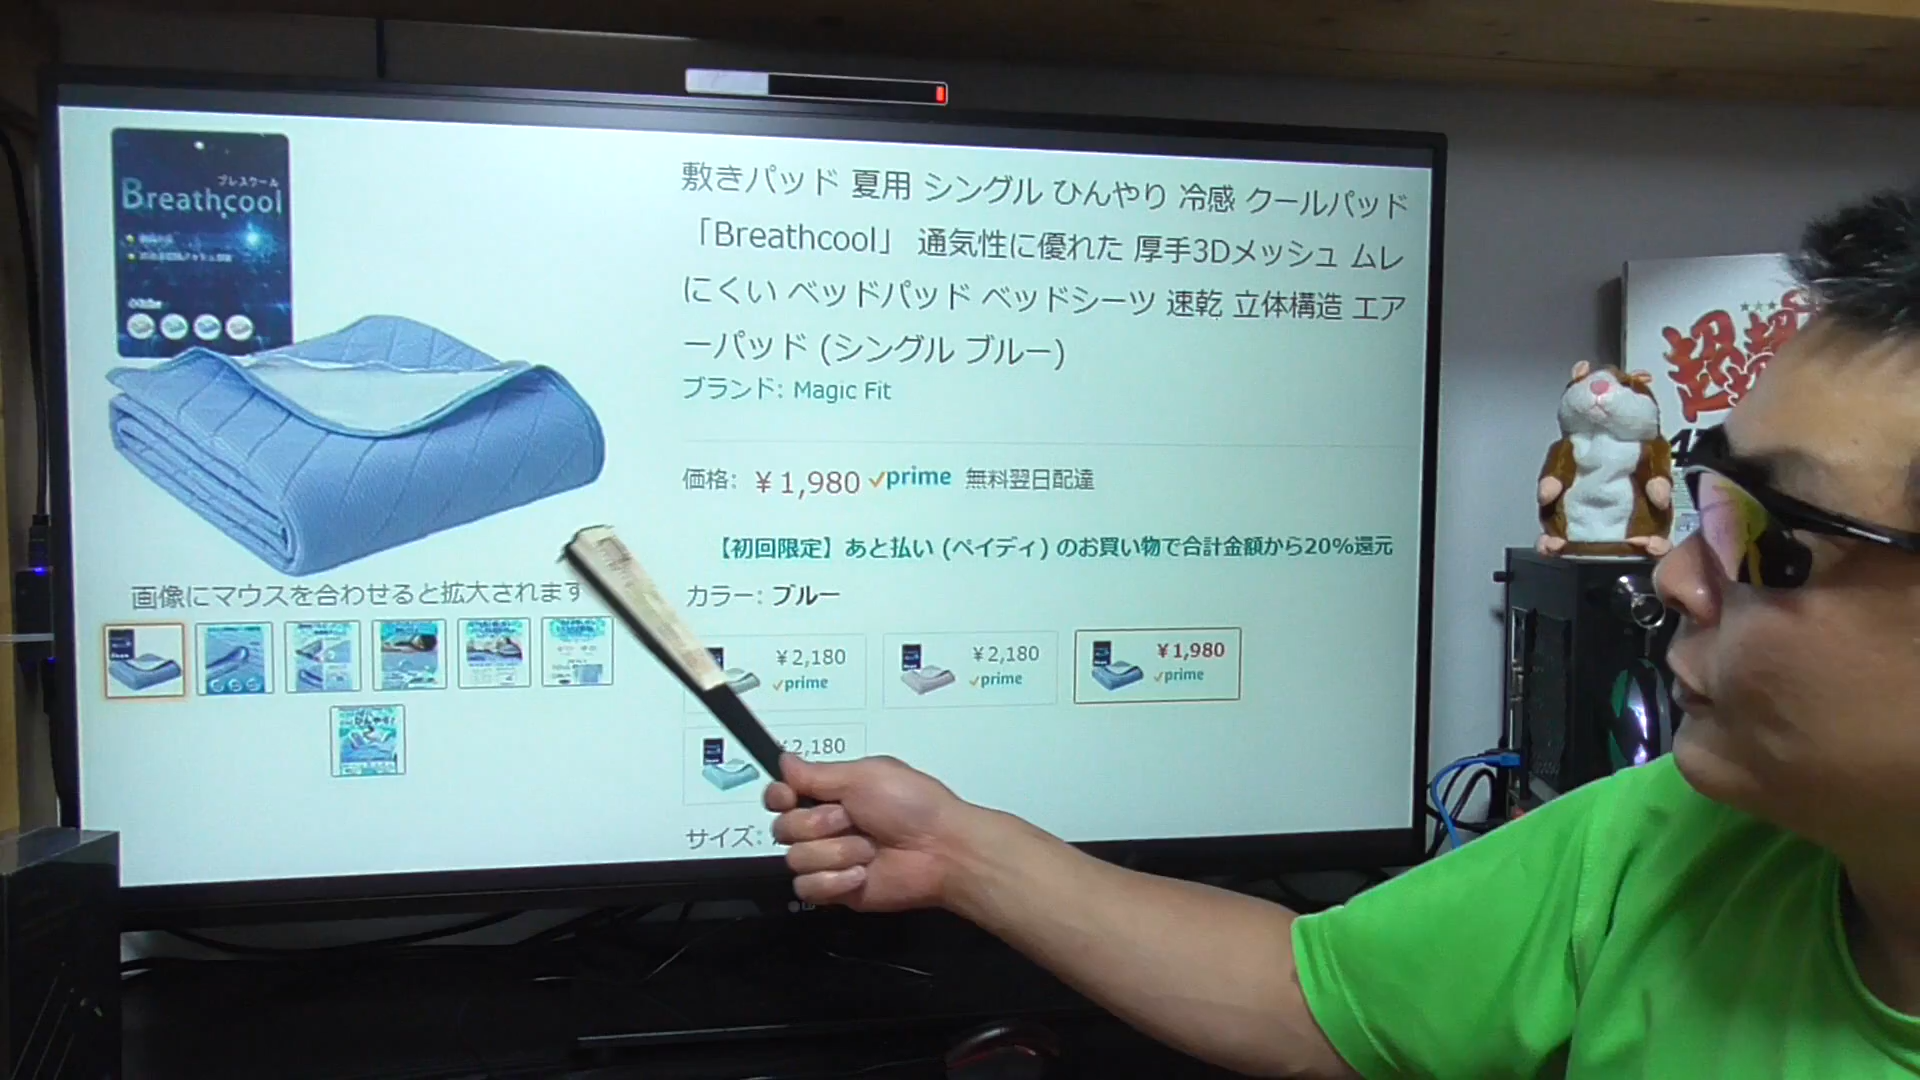 ブレスクール
Breathcool
敷きパッド 夏用 シングル ひんやり 冷感 クールパッド
「Breathcool」 通気性に優れた 厚手3Dメッシュ ムレ
にくい ベッドパッド ベッドシーツ 速乾 立体構造 エア
ーパッド (シングル ブルー)
ブランド: Magic Fit
価格: ￥1,980 prime 無料翌日配達
【初回限定】あと払い (ペイディ) のお買い物で合計金額から20%還元
画像にマウスを合わせると拡大されます
カラー: ブルー
￥2,180
prime
￥2,180
prime
￥1,980
prime
￥2,180
サイズ:
超超